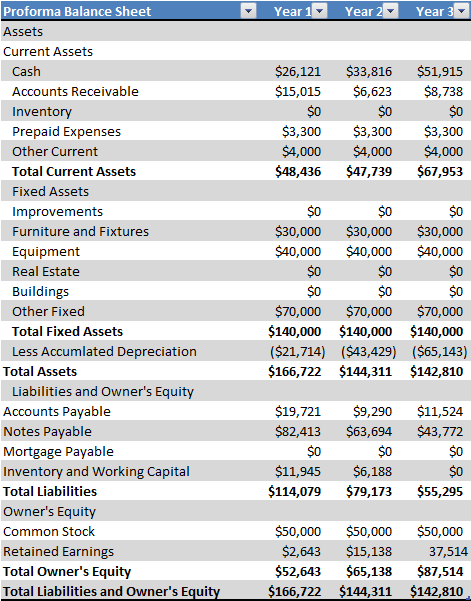 Proforma Balance Sheet Year 1 Year 2 Year 3
Assets
Current Assets
Cash $26,121 $33,816 $51,915
Accounts Receivable $15,015 $6,623 $8,738
Inventory $0 $0 $0
Prepaid Expenses $3,300 $3,300 $3,300
Other Current $4,000 $4,000 $4,000
Total Current Assets $48,436 $47,739 $67,953
Fixed Assets
Improvements $0 $0 $0
Furniture and Fixtures $30,000 $30,000 $30,000
Equipment $40,000 $40,000 $40,000
Real Estate $0 $0 $0
Buildings $0 $0 $0
Other Fixed $70,000 $70,000 $70,000
Total Fixed Assets $140,000 $140,000 $140,000
Less Accumlated Depreciation ($21,714) ($43,429) ($65,143)
Total Assets $166,722 $144,311 $142,810
Liabilities and Owner's Equity
Accounts Payable $19,721 $9,290 $11,524
Notes Payable $82,413 $63,694 $43,772
Mortgage Payable $0 $0 $0
Inventory and Working Capital $11,945 $6,188 $0
Total Liabilities $114,079 $79,173 $55,295
Owner's Equity
Common Stock $50,000 $50,000 $50,000
Retained Earnings $2,643 $15,138 37,514
Total Owner's Equity $52,643 $65,138 $87,514
Total Liabilities and Owner's Equity $166,722 $144,311 $142,810